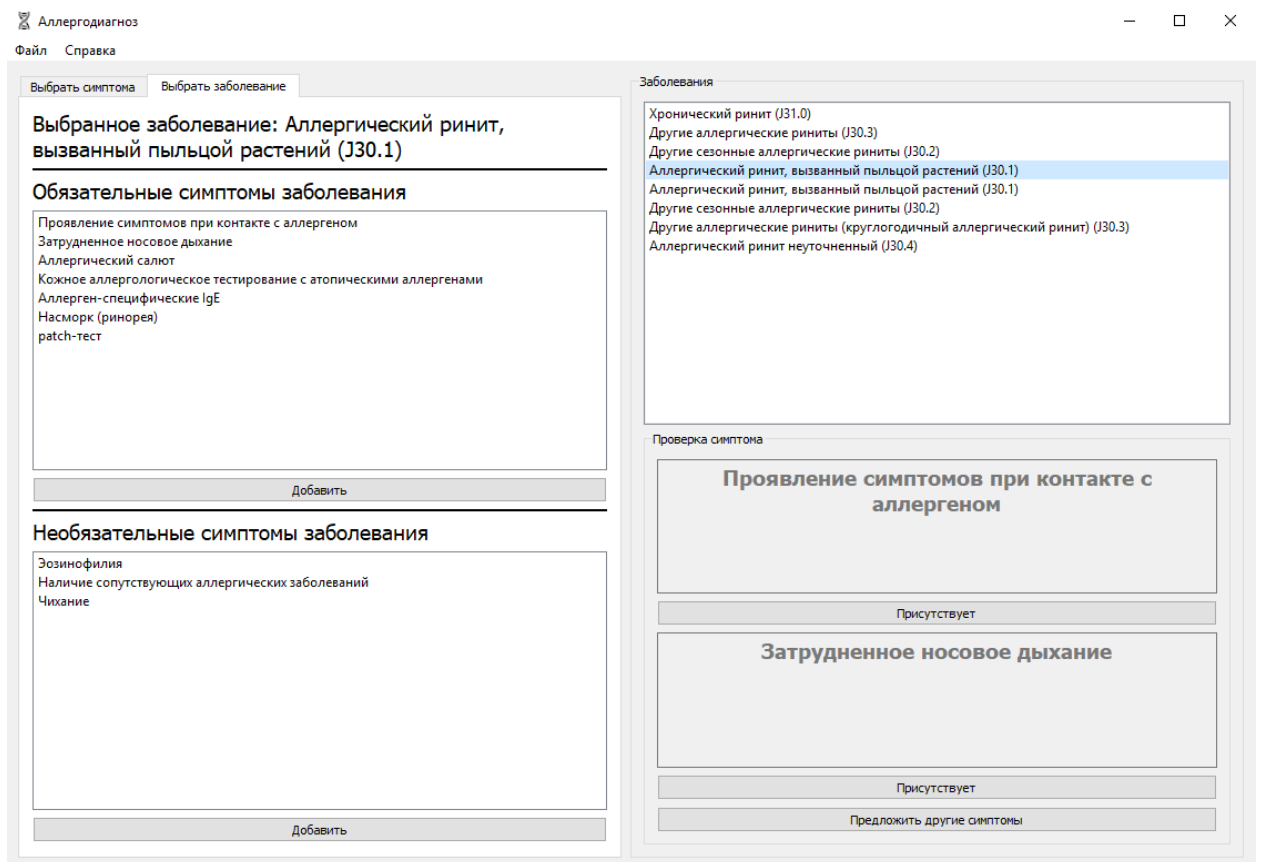 Аллергодиагноз
Файл Справка
Выбрать симптома Выбрать заболевание
Выбранное заболевание: Аллергический ринит,
вызванный пыльцой растений (J30.1)
Обязательные симптомы заболевания
Проявление симптомов при контакте с аллергеном
Затрудненное носовое дыхание
Аллергический салют
Кожное аллергологическое тестирование с атопическими аллергенами
Аллерген-специфические IgE
Насморк (ринорея)
patch-тест
Добавить
Необязательные симптомы заболевания
Эозинофилия
Наличие сопутствующих аллергических заболеваний
Чихание
Добавить
Заболевания
Хронический ринит (J31.0)
Другие аллергические риниты (J30.3)
Другие сезонные аллергические риниты (J30.2)
Аллергический ринит, вызванный пыльцой растений (J30.1)
Аллергический ринит, вызванный пыльцой растений (J30.1)
Другие сезонные аллергические риниты (J30.2)
Другие аллергические риниты (круглогодичный аллергический ринит) (J30.3)
Аллергический ринит неуточненный (J30.4)
Проверка симптома
Проявление симптомов при контакте с
аллергеном
Присутствует
Затрудненное носовое дыхание
Присутствует
Предложить другие симптомы